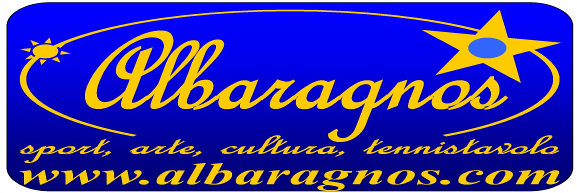 Albaragnos
sport, arte, cultura, tennistavolo
www.albaragnos.com